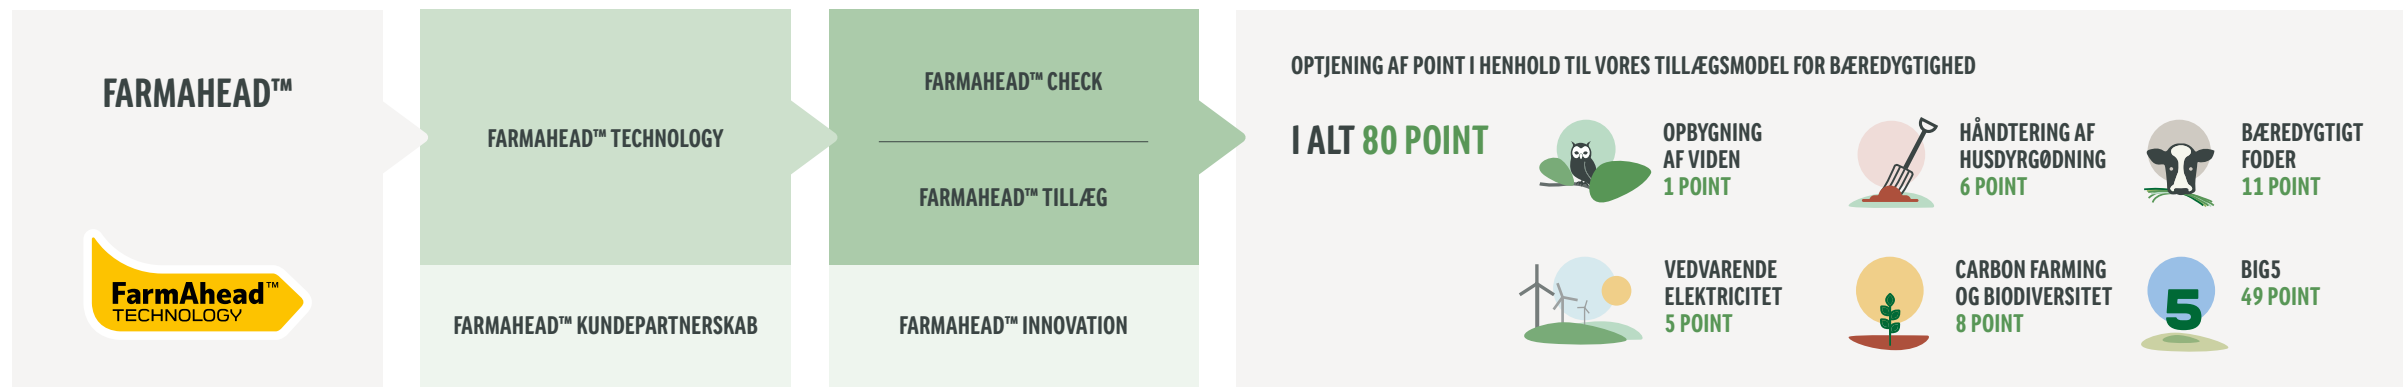 FARMAHEAD™
FarmAhead™
TECHNOLOGY
FARMAHEAD™ TECHNOLOGY
FARMAHEAD™ KUNDEPARTNERSKAB
FARMAHEAD™ CHECK
FARMAHEAD™ TILLÆG
FARMAHEAD™ INNOVATION
OPTJENING AF POINT I HENHOLD TIL VORES TILLÆGSMODEL FOR BÆREDYGTIGHED
I ALT 80 POINT
OPBYGNING
AF VIDEN
1 POINT
HÅNDTERING AF
HUSDYRGØDNING
6 POINT
BÆREDYGTIGT
FODER
11 POINT
VEDVARENDE
ELEKTRICITET
5 POINT
CARBON FARMING
OG BIODIVERSITET
8 POINT
5
BIG5
49 POINT